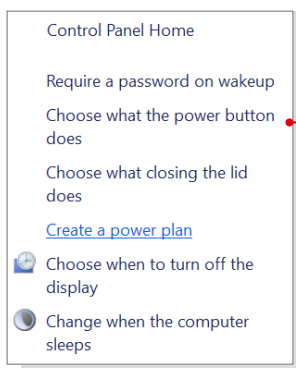 Control Panel Home
Require a password on wakeup
Choose what the power button
does
Choose what closing the lid
does
Create a power plan
Choose when to turn off the
display
Change when the computer
sleeps